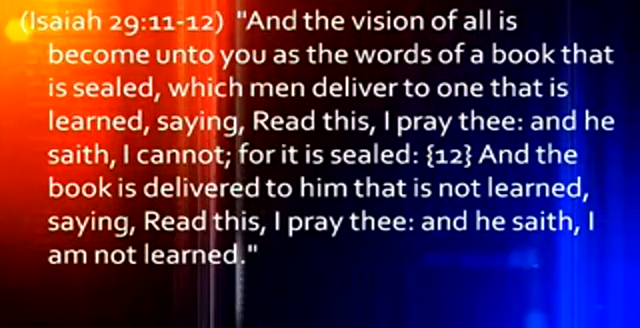 (Isaiah 29:11-12) "And the vision of all is
become unto you as the words of a book that
is sealed, which men deliver to one that is
learned, saying, Read this, I pray thee: and he
saith, I cannot; for it is sealed: {12} And the
book is delivered to him that is not learned,
saying, Read this, I pray thee: and he saith, I
am not learned."